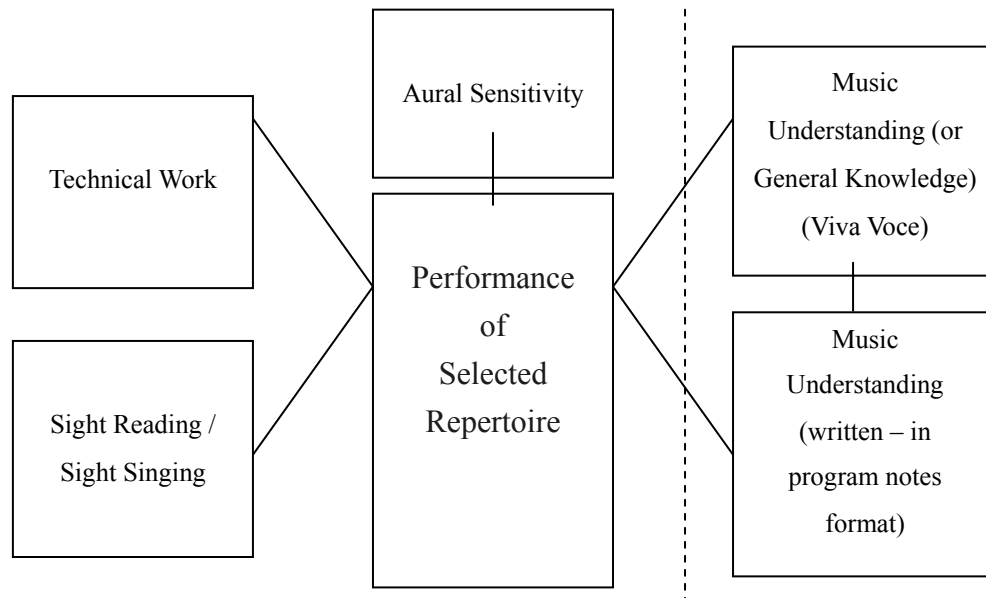 Technical Work
Sight Reading /
Sight Singing
Aural Sensitivity
Performance
of
Selected
Repertoire
Music
Understanding (or
General Knowledge)
(Viva Voce)
Music
Understanding
(written – in
program notes
format)